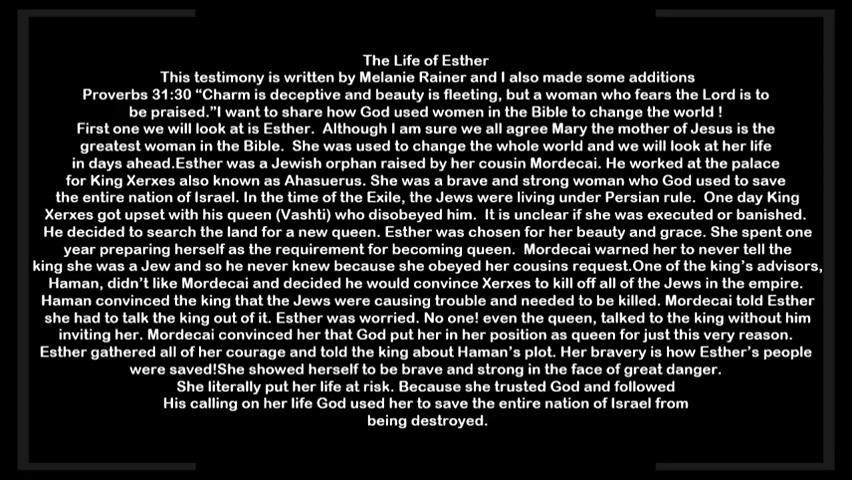 The Life of Esther
This testimony is written by Melanie Rainer and I also made some additions
Proverbs 31:30 “Charm is deceptive and beauty is fleeting, but a woman who fears the Lord is to
be praised.”I want to share how God used women in the Bible to change the world !
First one we will look at is Esther.  Although I am sure we all agree Mary the mother of Jesus is the
greatest woman in the Bible.  She was used to change the whole world and we will look at her life
in days ahead.Esther was a Jewish orphan raised by her cousin Mordecai. He worked at the palace
for King Xerxes also known as Ahasuerus. She was a brave and strong woman who God used to save
the entire nation of Israel. In the time of the Exile, the Jews were living under Persian rule.  One day King
Xerxes got upset with his queen (Vashti) who disobeyed him.  It is unclear if she was executed or banished.
He decided to search the land for a new queen. Esther was chosen for her beauty and grace. She spent one
year preparing herself as the requirement for becoming queen.  Mordecai warned her to never tell the
king she was a Jew and so he never knew because she obeyed her cousins request.One of the king’s advisors,
Haman, didn’t like Mordecai and decided he would convince Xerxes to kill off all of the Jews in the empire.
Haman convinced the king that the Jews were causing trouble and needed to be killed. Mordecai told Esther
she had to talk the king out of it. Esther was worried. No one! even the queen, talked to the king without him
inviting her. Mordecai convinced her that God put her in her position as queen for just this very reason.
Esther gathered all of her courage and told the king about Haman’s plot. Her bravery is how Esther’s people
were saved!She showed herself to be brave and strong in the face of great danger.
She literally put her life at risk. Because she trusted God and followed
His calling on her life God used her to save the entire nation of Israel from
being destroyed.